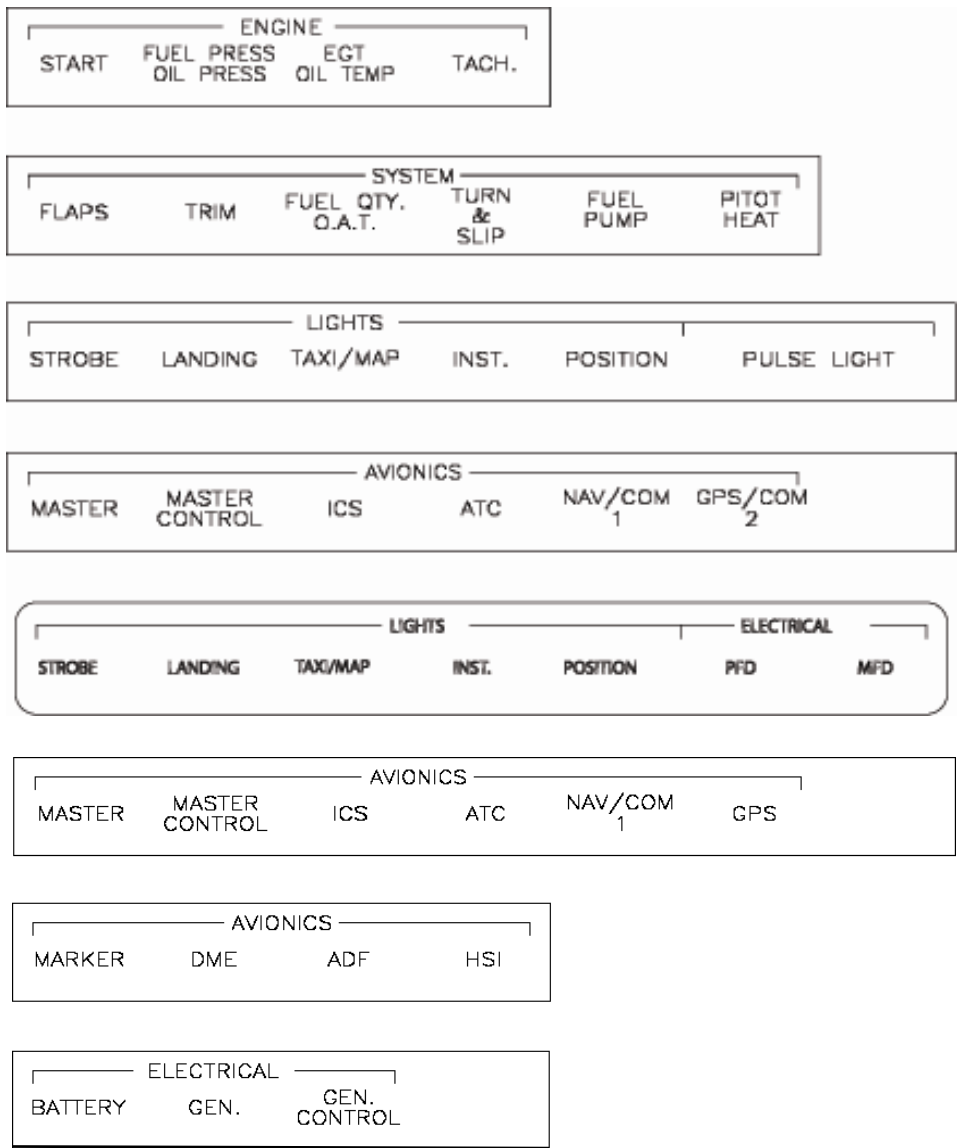 ENGINE
START FUEL PRESS EGT TACH.
OIL PRESS OIL TEMP
SYSTEM
FLAPS TRIM FUEL QTY. TURN FUEL PITOT
O.A.T. & PUMP HEAT
SLIP
LIGHTS
STROBE LANDING TAXI/MAP INST. POSITION PULSE LIGHT
AVIONICS
MASTER MASTER ICS ATC NAV/COM GPS/COM
CONTROL 1 2
LIGHTS ELECTRICAL
STROBE LANDING TAXI/MAP INST. POSITION PFD MFD
AVIONICS
MASTER MASTER ICS ATC NAV/COM GPS
CONTROL 1
AVIONICS
MARKER DME ADF HSI
ELECTRICAL
BATTERY GEN. GEN.
CONTROL